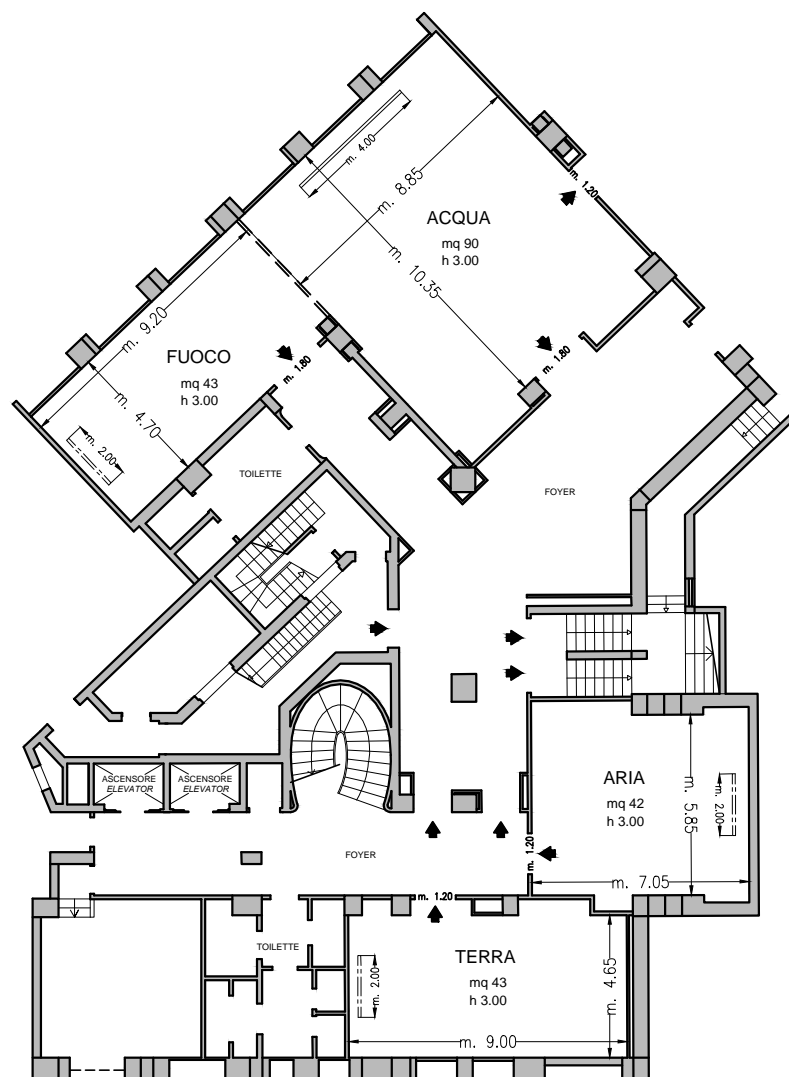 m. 4.00
m. 8.85
m. 1.20
ACQUA
mq 90
h 3.00
m. 10.35
m. 9.20
FUOCO
mq 43
h 3.00
m. 1.80
m. 1.80
m. 4.70
m. 2.00
TOILETTE
FOYER
ASCENSORE
ELEVATOR
ASCENSORE
ELEVATOR
ARIA
mq 42
h 3.00
m. 5.85
m. 2.00
FOYER
m. 1.20
m. 7.05
m. 1.20
TOILETTE
TERRA
mq 43
h 3.00
m. 2.00
m. 4.65
m. 9.00